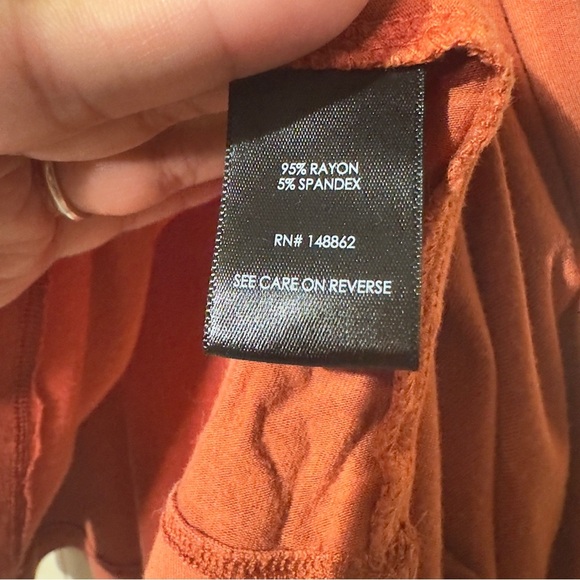 95% RAYON
5% SPANDEX
RN# 148862
SEE CARE ON REVERSE